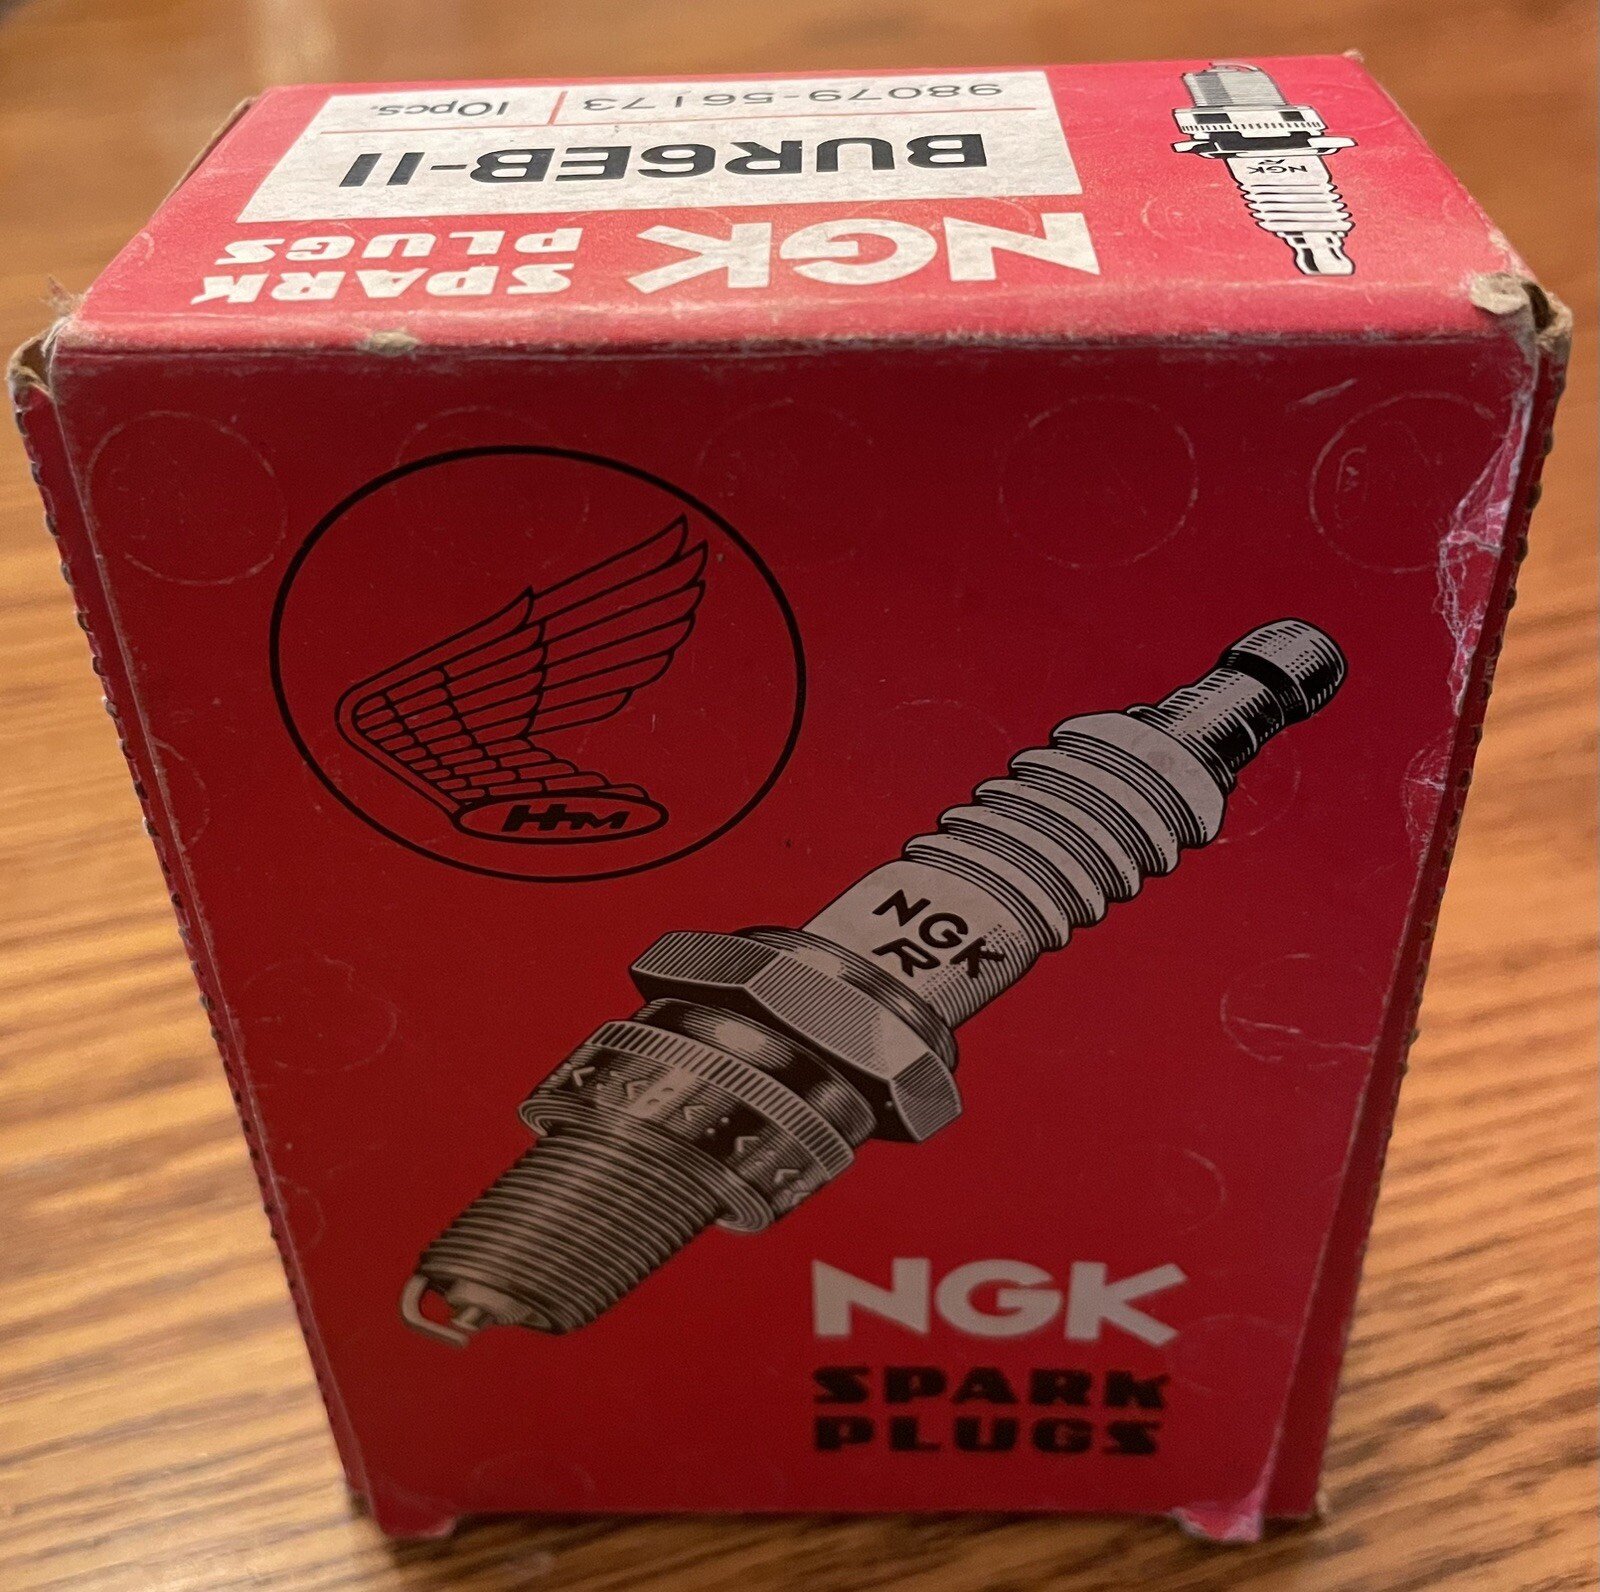 NGK SPARK PLUGS
BUR6EB-11
98079-56173 10pcs.
NGK
R
HM
NGK
R
NGK
SPARK
PLUGS